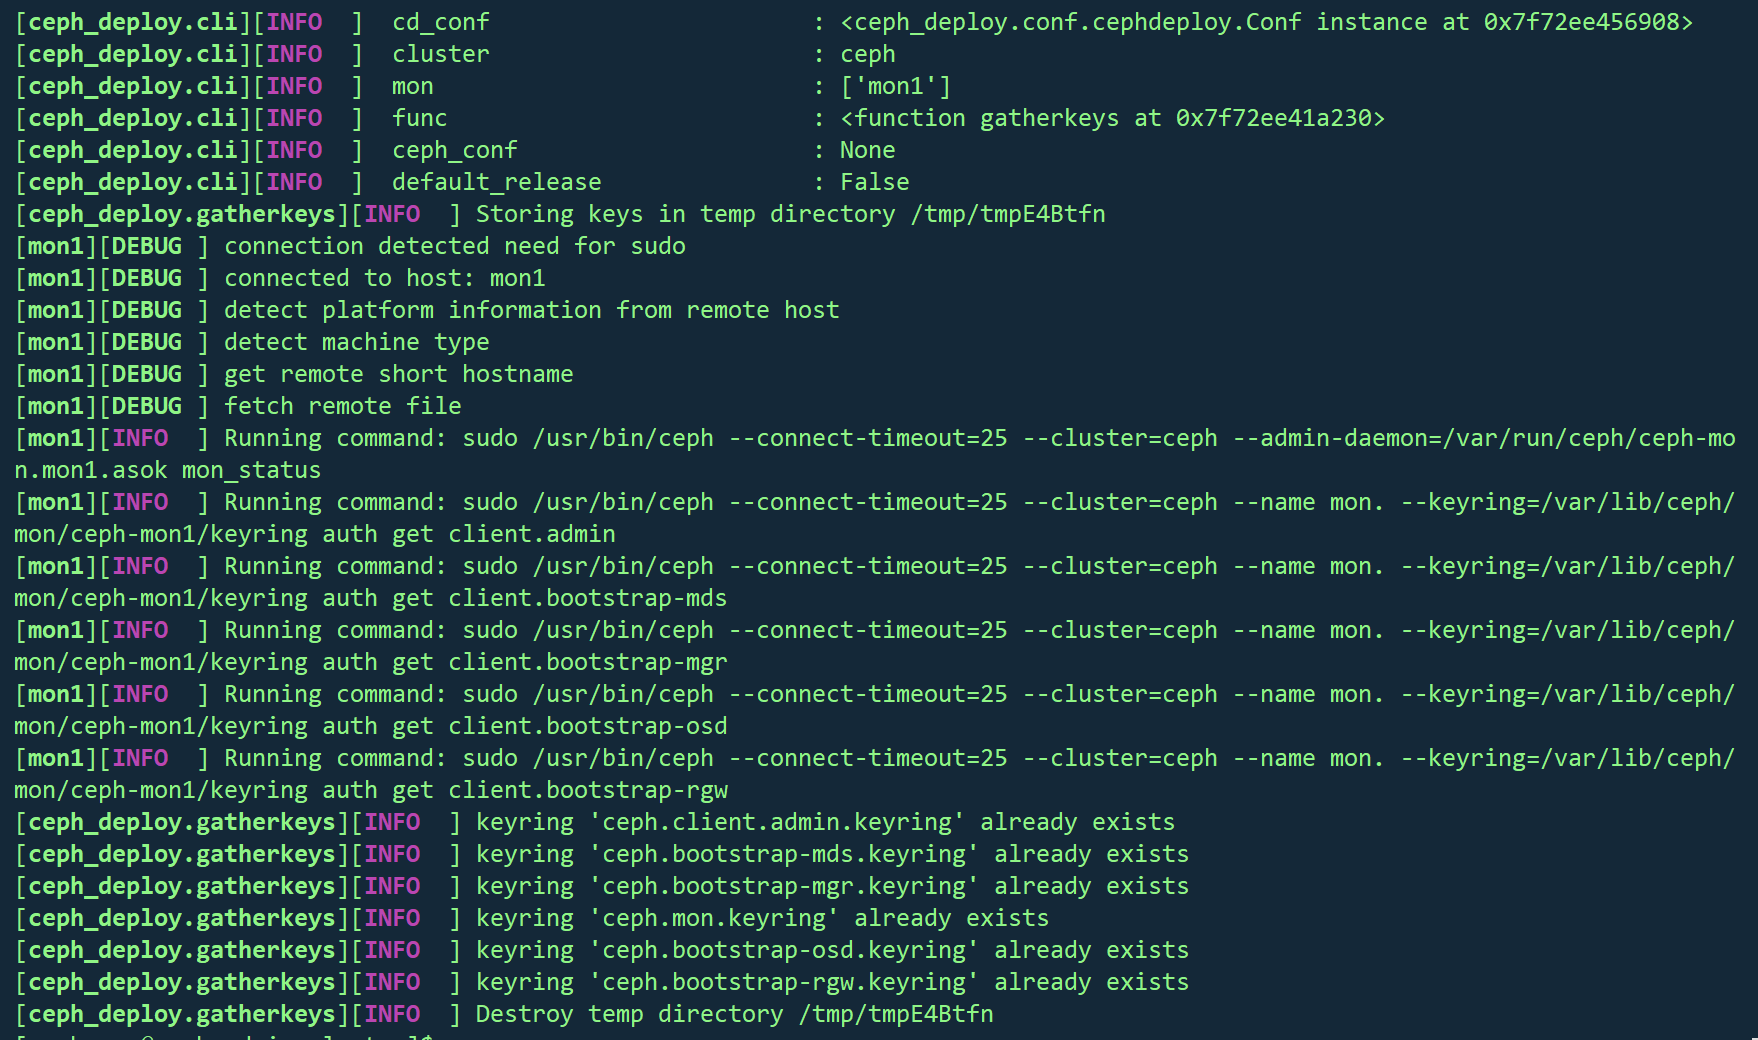 [ceph_deploy.cli][INFO  ]  cd_conf                       : <ceph_deploy.conf.cephdeploy.Conf instance at 0x7f72ee456908>
[ceph_deploy.cli][INFO  ]  cluster                       : ceph
[ceph_deploy.cli][INFO  ]  mon                           : ['mon1']
[ceph_deploy.cli][INFO  ]  func                          : <function gatherkeys at 0x7f72ee41a230>
[ceph_deploy.cli][INFO  ]  ceph_conf                     : None
[ceph_deploy.cli][INFO  ]  default_release               : False
[ceph_deploy.gatherkeys][INFO  ] Storing keys in temp directory /tmp/tmpE4Btfn
[mon1][DEBUG ] connection detected need for sudo
[mon1][DEBUG ] connected to host: mon1
[mon1][DEBUG ] detect platform information from remote host
[mon1][DEBUG ] detect machine type
[mon1][DEBUG ] get remote short hostname
[mon1][DEBUG ] fetch remote file
[mon1][INFO  ] Running command: sudo /usr/bin/ceph --connect-timeout=25 --cluster=ceph --admin-daemon=/var/run/ceph/ceph-mo
n.mon1.asok mon_status
[mon1][INFO  ] Running command: sudo /usr/bin/ceph --connect-timeout=25 --cluster=ceph --name mon. --keyring=/var/lib/ceph/
mon/ceph-mon1/keyring auth get client.admin
[mon1][INFO  ] Running command: sudo /usr/bin/ceph --connect-timeout=25 --cluster=ceph --name mon. --keyring=/var/lib/ceph/
mon/ceph-mon1/keyring auth get client.bootstrap-mds
[mon1][INFO  ] Running command: sudo /usr/bin/ceph --connect-timeout=25 --cluster=ceph --name mon. --keyring=/var/lib/ceph/
mon/ceph-mon1/keyring auth get client.bootstrap-mgr
[mon1][INFO  ] Running command: sudo /usr/bin/ceph --connect-timeout=25 --cluster=ceph --name mon. --keyring=/var/lib/ceph/
mon/ceph-mon1/keyring auth get client.bootstrap-osd
[mon1][INFO  ] Running command: sudo /usr/bin/ceph --connect-timeout=25 --cluster=ceph --name mon. --keyring=/var/lib/ceph/
mon/ceph-mon1/keyring auth get client.bootstrap-rgw
[ceph_deploy.gatherkeys][INFO  ] keyring 'ceph.client.admin.keyring' already exists
[ceph_deploy.gatherkeys][INFO  ] keyring 'ceph.bootstrap-mds.keyring' already exists
[ceph_deploy.gatherkeys][INFO  ] keyring 'ceph.bootstrap-mgr.keyring' already exists
[ceph_deploy.gatherkeys][INFO  ] keyring 'ceph.mon.keyring' already exists
[ceph_deploy.gatherkeys][INFO  ] keyring 'ceph.bootstrap-osd.keyring' already exists
[ceph_deploy.gatherkeys][INFO  ] keyring 'ceph.bootstrap-rgw.keyring' already exists
[ceph_deploy.gatherkeys][INFO  ] Destroy temp directory /tmp/tmpE4Btfn